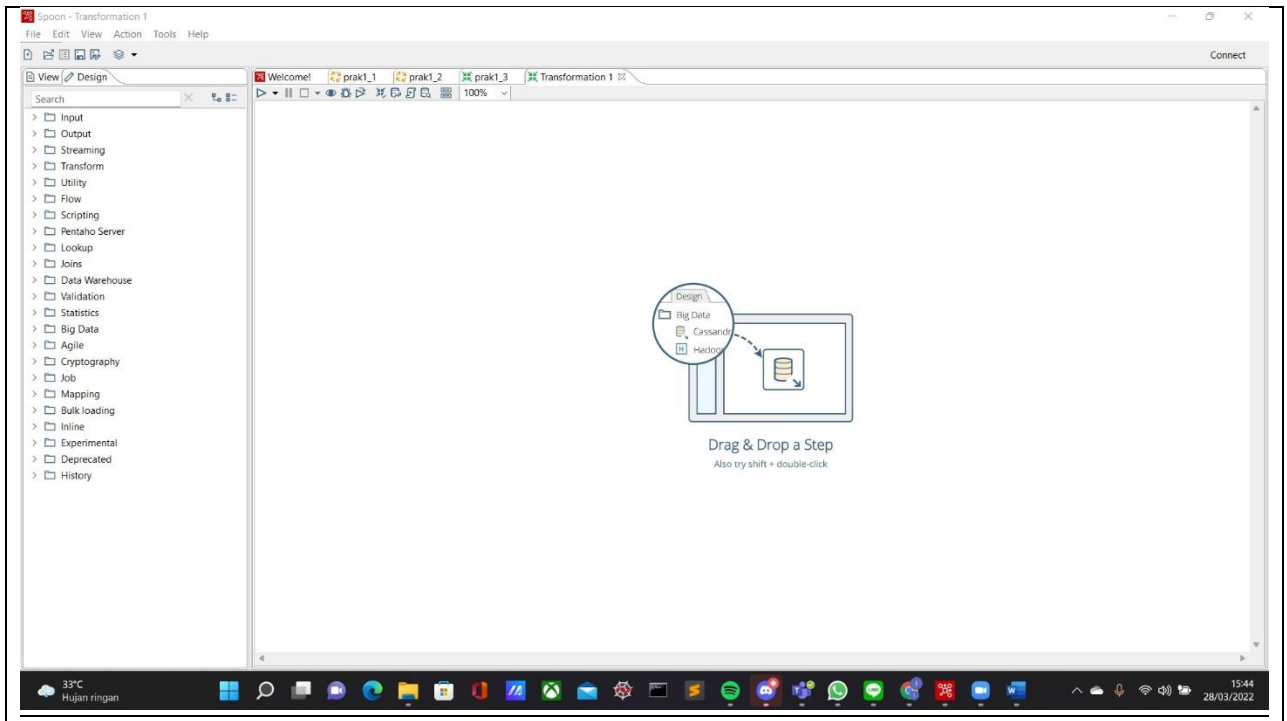 Spoon - Transformation 1
File Edit View Action Tools Help
Connect
View Design
Welcome! prak1_1 prak1_2 prak1_3 Transformation 1
Search
100%
Input
Output
Streaming
Transform
Utility
Flow
Scripting
Pentaho Server
Lookup
Joins
Data Warehouse
Validation
Statistics
Big Data
Agile
Cryptography
Job
Mapping
Bulk loading
Inline
Experimental
Deprecated
History
Design
Big Data
Cassandr
H Hadoop
Drag & Drop a Step
Also try shift + double-click
33°C
Hujan ringan
15:44
28/03/2022